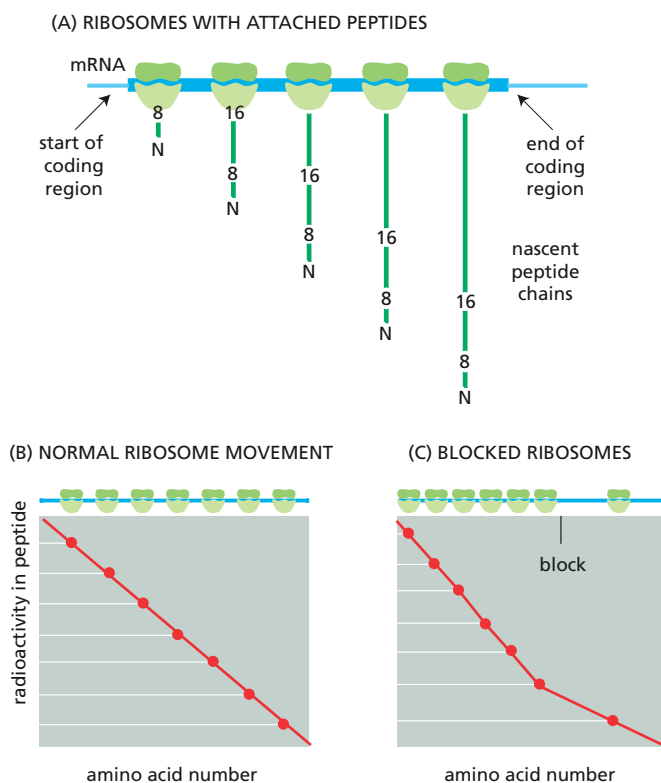 (A) RIBOSOMES WITH ATTACHED PEPTIDES
mRNA
start of
coding
region
8
N
16
8
N
16
8
N
16
8
N
16
8
N
end of
coding
region
nascent
peptide
chains
(B) NORMAL RIBOSOME MOVEMENT
radioactivity in peptide
amino acid number
(C) BLOCKED RIBOSOMES
block
amino acid number